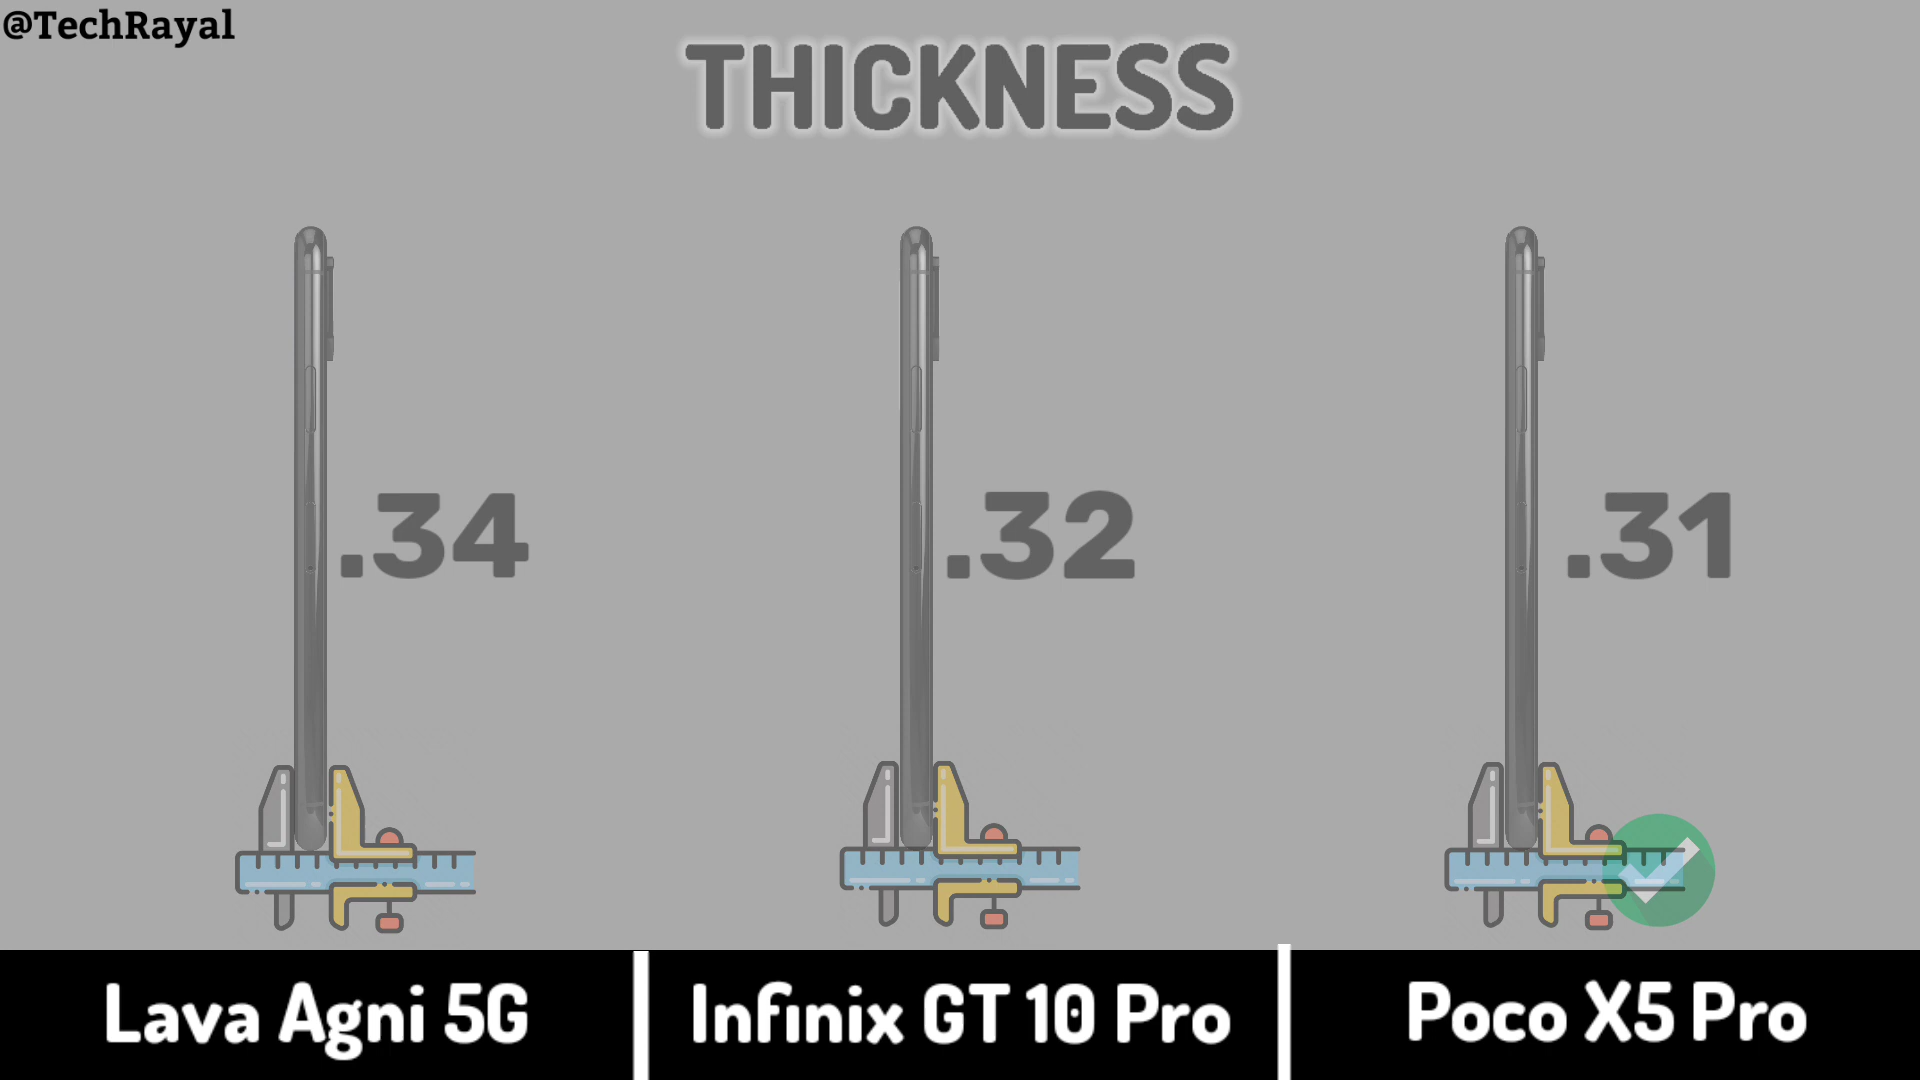 @TechRayal
THICKNESS
.34
.32
.31
Lava Agni 5G
Infinix GT 10 Pro
Poco X5 Pro